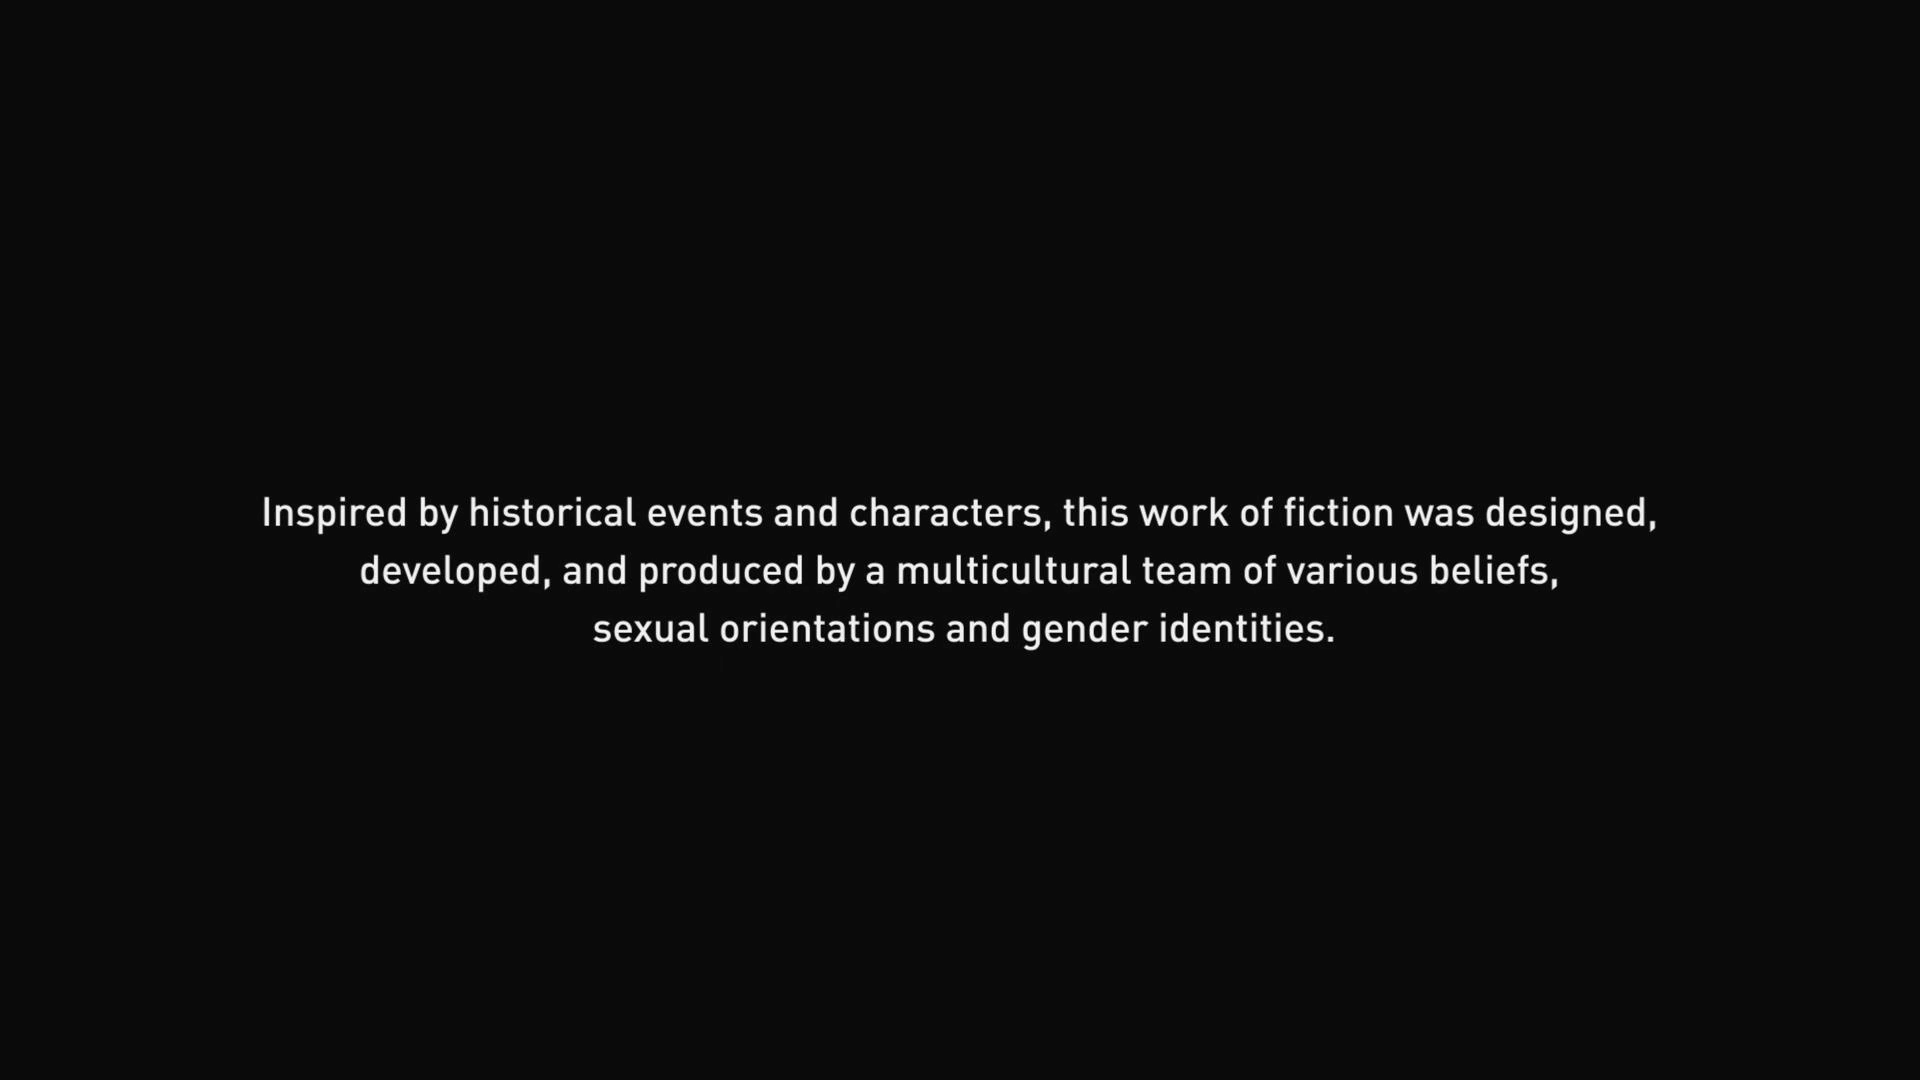 Inspired by historical events and characters, this work of fiction was designed,
developed, and produced by a multicultural team of various beliefs,
sexual orientations and gender identities.